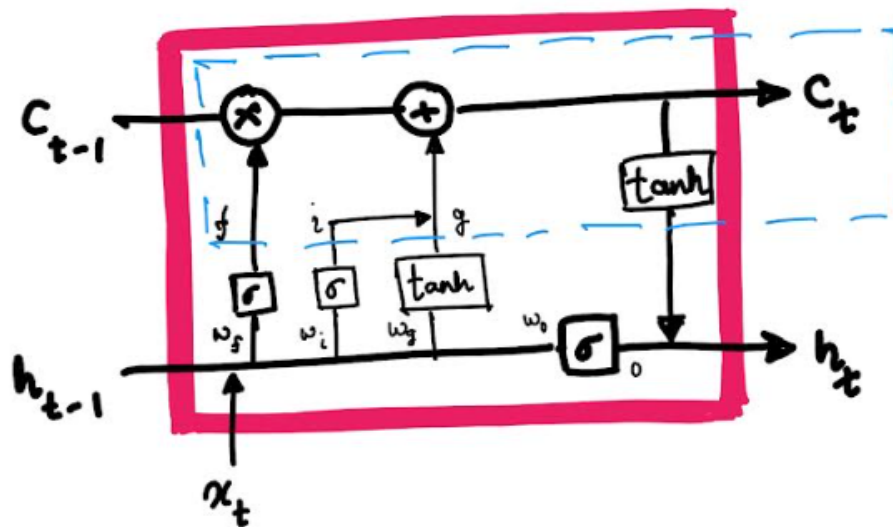 C t-1
×
+
C t
tanh
f
i
g
σ
σ
tanh
w f
w i
w g
w o
σ
o
h t-1
h t
x t